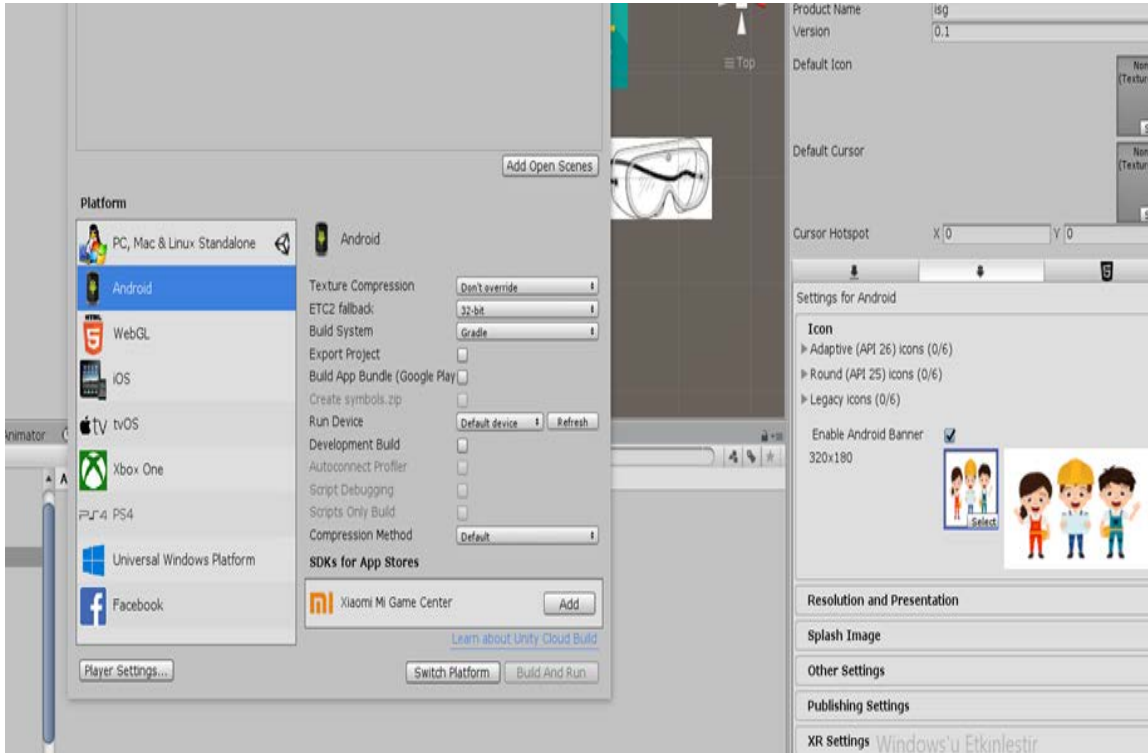 Add Open Scenes
Platform
PC, Mac & Linux Standalone
Android
WebGL
HTML
iOS
tvOS
Xbox One
PS4
Universal Windows Platform
Facebook
Player Settings...
Android
Texture Compression Don't override
ETC2 fallback 32-bit
Build System Gradle
Export Project
Build App Bundle (Google Play
Create symbols.zip
Run Device Default device Refresh
Development Build
Autoconnect Profiler
Script Debugging
Scripts Only Build
Compression Method Default
SDKs for App Stores
Xiaomi Mi Game Center Add
Learn about Unity Cloud Build
Switch Platform Build And Run
Top
Product Name isg
Version 0.1
Default Icon
Default Cursor
Cursor Hotspot X 0 Y 0
Settings for Android
Icon
Adaptive (API 26) icons (0/6)
Round (API 25) icons (0/6)
Legacy icons (0/6)
Enable Android Banner
320x180
Select
Resolution and Presentation
Splash Image
Other Settings
Publishing Settings
XR Settings
Windows'u Etkinleştir